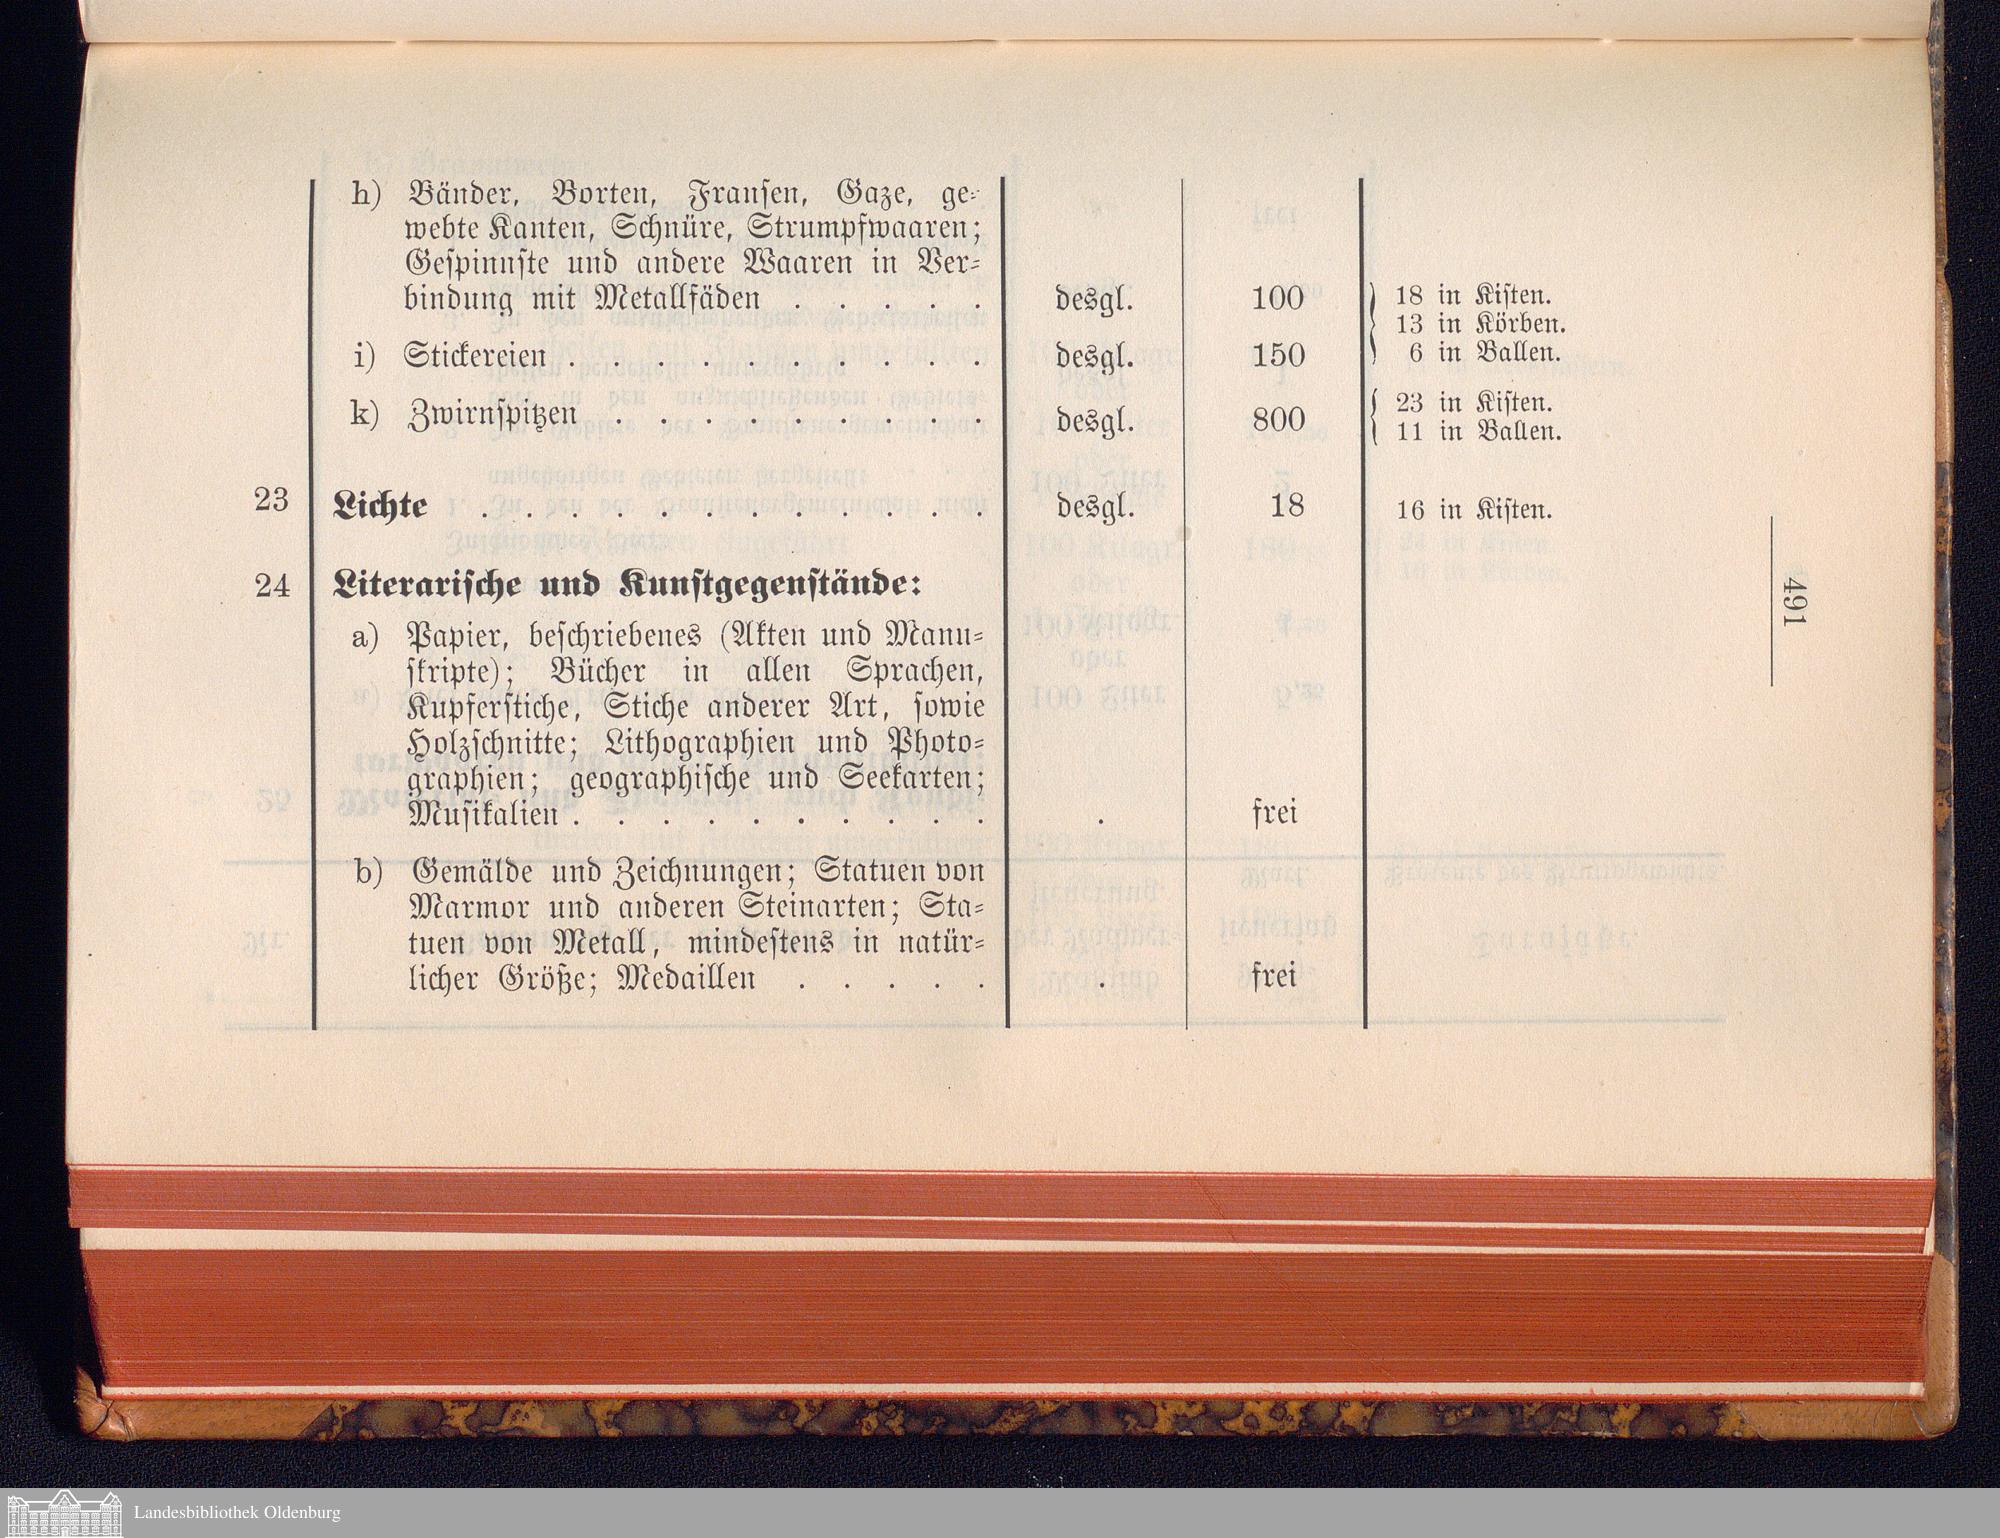 h) Bänder, Borten, Fransen, Gaze, ge-
webte Kanten, Schnüre, Strumpfwaaren;
Gespinnste und andere Waaren in Ver-
bindung mit Metallfäden . . . . . desgl. 100 18 in Kisten.
13 in Körben.
i) Stickereien . . . . . . . . . . desgl. 150 6 in Ballen.
k) Zwirnspitzen . . . . . . . . . desgl. 800 23 in Kisten.
11 in Ballen.
23 Lichte . . . . . . . . . . . . desgl. 18 16 in Kisten.
24 Literarische und Kunstgegenstände:
a) Papier, beschriebenes (Akten und Manu-
skripte); Bücher in allen Sprachen,
Kupferstiche, Stiche anderer Art, sowie
Holzschnitte; Lithographien und Photo-
graphien; geographische und Seekarten;
Musikalien . . . . . . . . . . . frei
b) Gemälde und Zeichnungen; Statuen von
Marmor und anderen Steinarten; Sta-
tuen von Metall, mindestens in natür-
licher Größe; Medaillen . . . . . . frei
491
Landesbibliothek Oldenburg